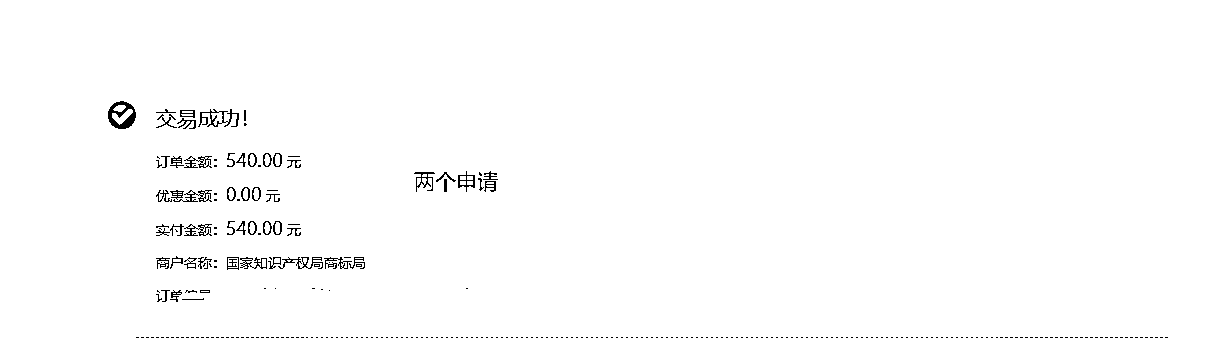 交易成功！
订单金额：540.00 元
两个申请
优惠金额：0.00 元
实付金额：540.00 元
商户名称：国家知识产权局商标局
订单